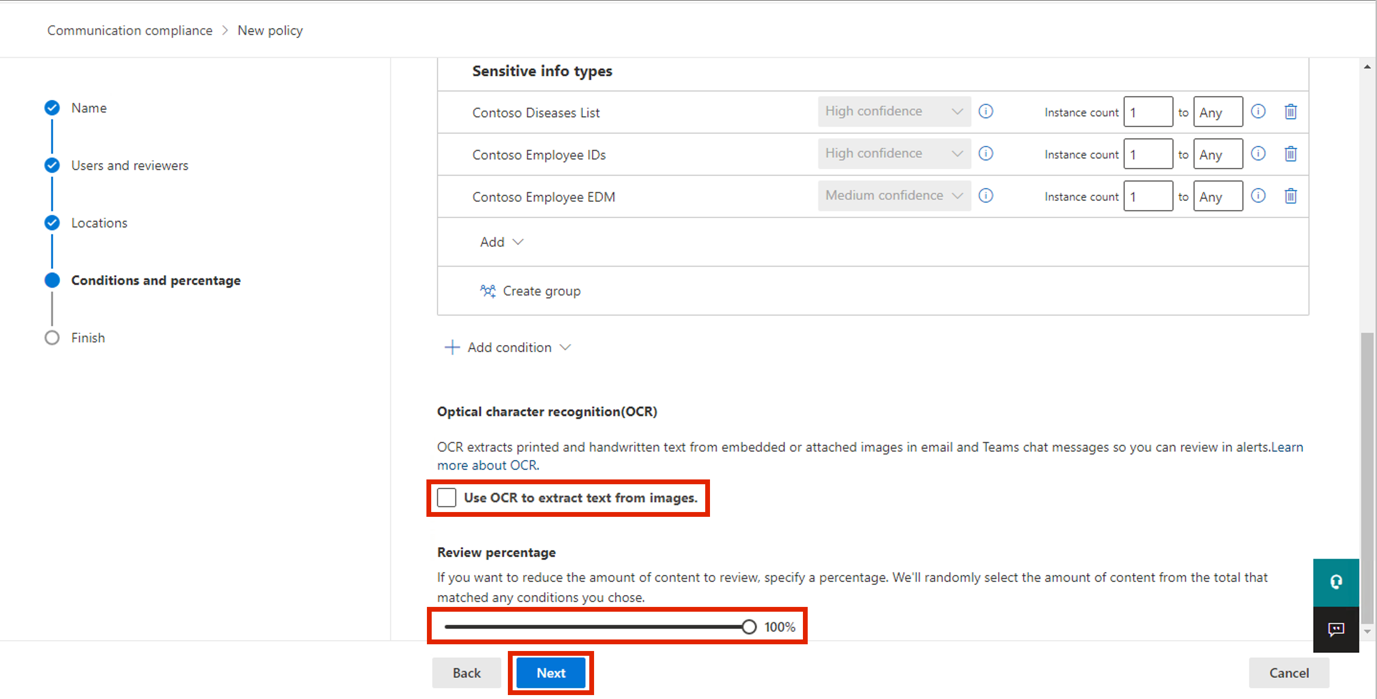 Communication compliance > New policy
Name
Users and reviewers
Locations
Conditions and percentage
Finish
Sensitive info types
Contoso Diseases List High confidence Instance count 1 to Any
Contoso Employee IDs High confidence Instance count 1 to Any
Contoso Employee EDM Medium confidence Instance count 1 to Any
Add
Create group
Add condition
Optical character recognition(OCR)
OCR extracts printed and handwritten text from embedded or attached images in email and Teams chat messages so you can review in alerts.Learn
more about OCR.
Use OCR to extract text from images.
Review percentage
If you want to reduce the amount of content to review, specify a percentage. We'll randomly select the amount of content from the total that
matched any conditions you chose.
100%
Back Next Cancel